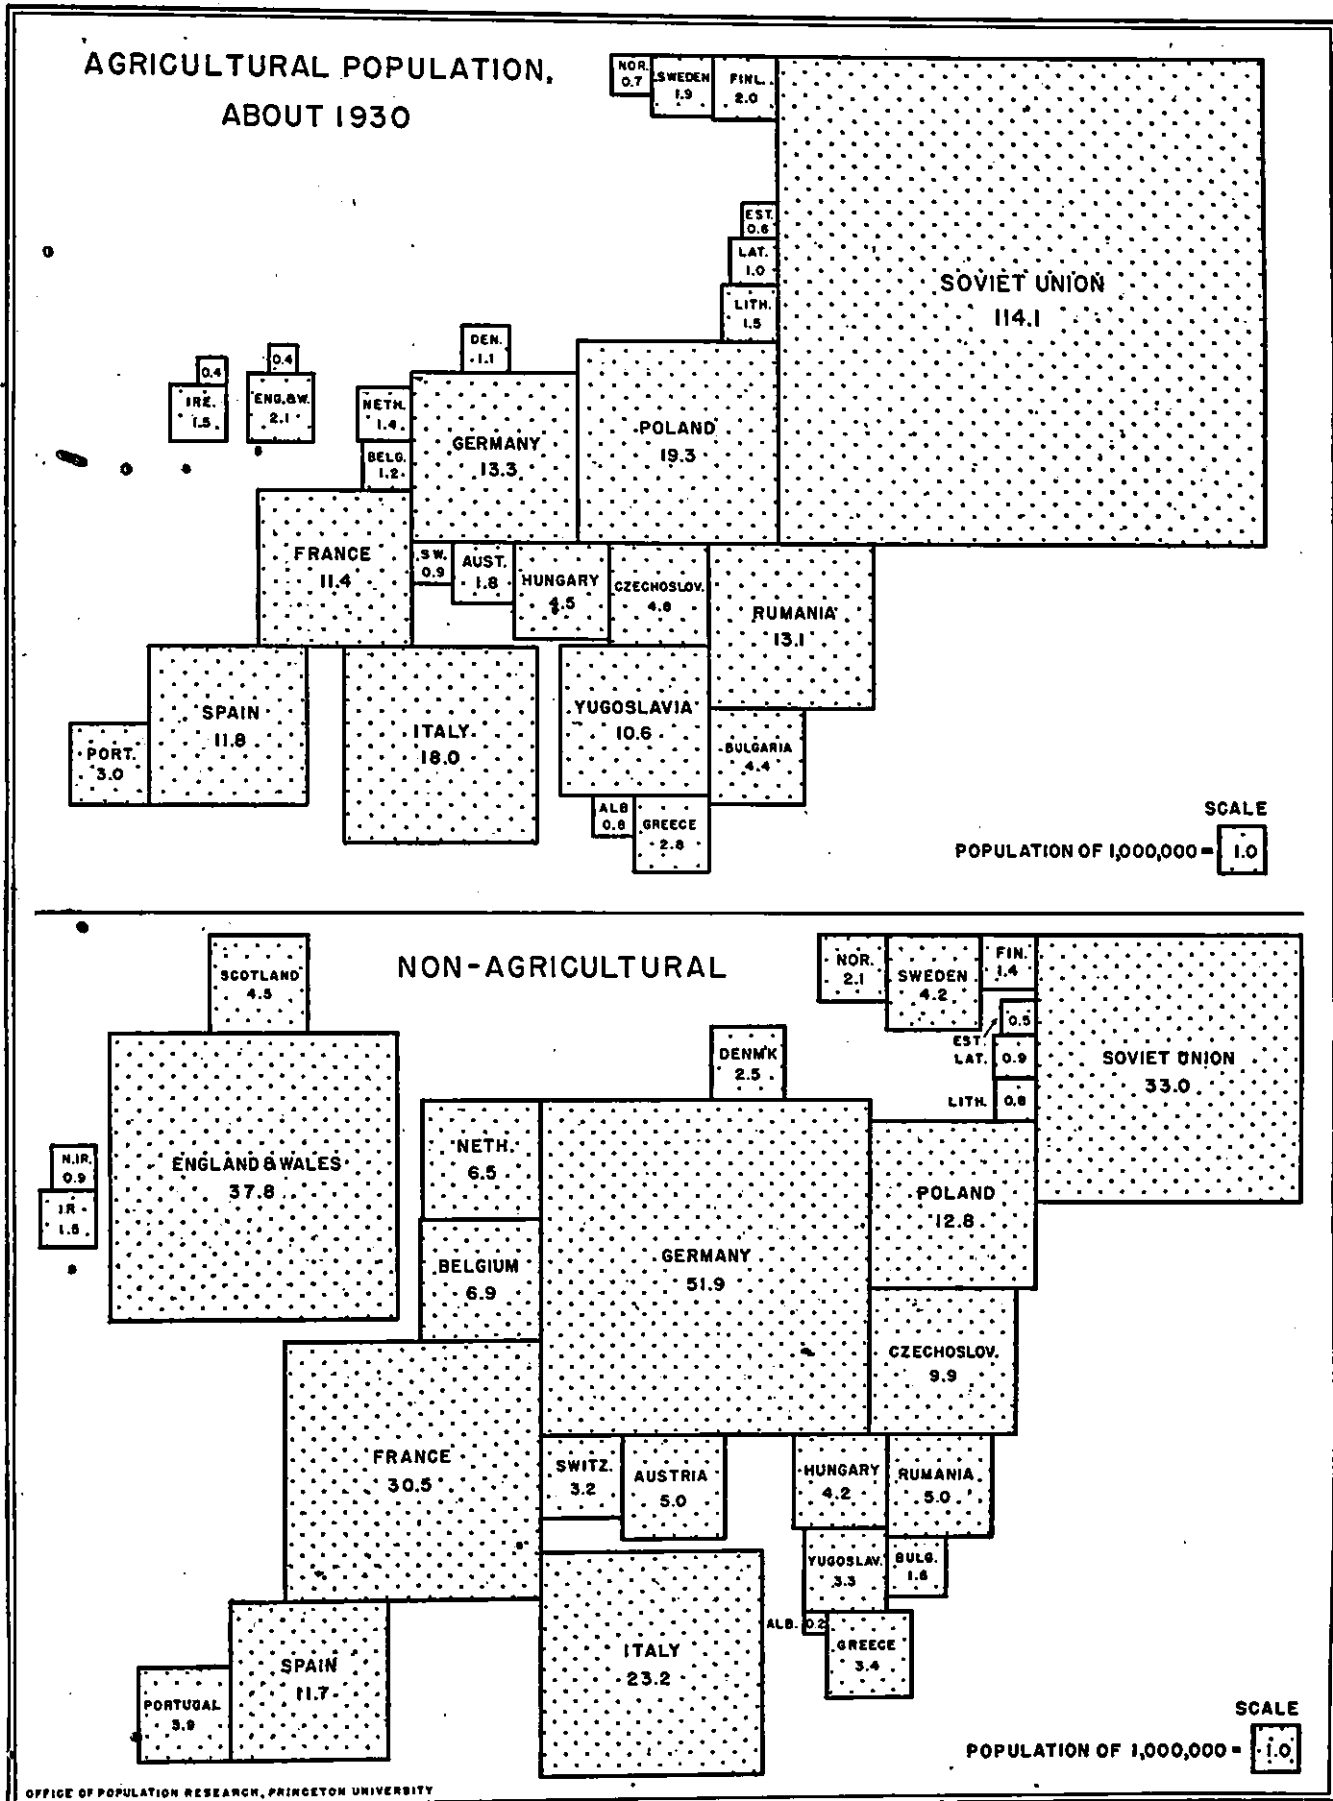 AGRICULTURAL POPULATION,
ABOUT 1930
NOR.
0.7
SWEDEN
1.9
FINL.
2.0
SOVIET UNION
114.1
EST.
0.6
LAT.
1.0
LITH.
1.5
DEN.
1.1
0.4
IRE.
1.5
0.4
ENG.&W.
2.1
NETH.
1.4
BELG.
1.2
GERMANY
13.3
POLAND
19.3
FRANCE
11.4
SW.
0.9
AUST.
1.8
HUNGARY
4.5
CZECHOSLOV.
4.8
RUMANIA
13.1
PORT.
3.0
SPAIN
11.8
ITALY
18.0
YUGOSLAVIA
10.6
BULGARIA
4.4
ALB
0.8
GREECE
2.8
SCALE
POPULATION OF 1,000,000 = 1.0
NON-AGRICULTURAL
SCOTLAND
4.5
NOR.
2.1
SWEDEN
4.2
FIN.
1.4
EST. 0.5
LAT. 0.9
LITH. 0.8
SOVIET UNION
33.0
DENM'K
2.5
N.IR.
0.9
IR
1.5
ENGLAND & WALES
37.8
NETH.
6.5
BELGIUM
6.9
GERMANY
51.9
POLAND
12.8
CZECHOSLOV.
9.9
FRANCE
30.5
SWITZ.
3.2
AUSTRIA
5.0
HUNGARY
4.2
RUMANIA
5.0
YUGOSLAV.
3.3
BULG.
1.6
ALB. 0.2
GREECE
3.4
ITALY
23.2
SPAIN
11.7
PORTUGAL
3.9
SCALE
POPULATION OF 1,000,000 = 1.0
OFFICE OF POPULATION RESEARCH, PRINCETON UNIVERSITY